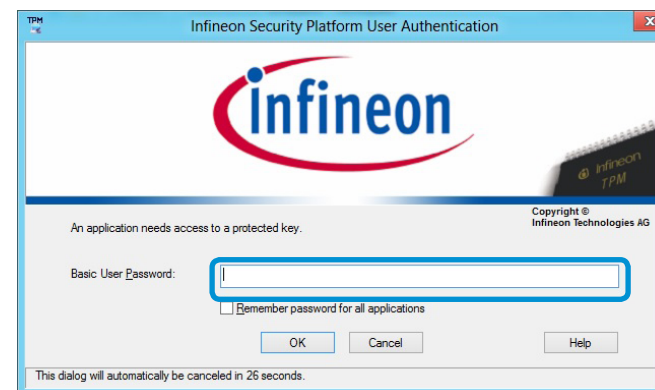 TPM
Infineon Security Platform User Authentication
x
infineon
infineon
TPM
Copyright ©
Infineon Technologies AG
An application needs access to a protected key.
Basic User Password:
Remember password for all applications
OK Cancel Help
This dialog will automatically be canceled in 26 seconds.